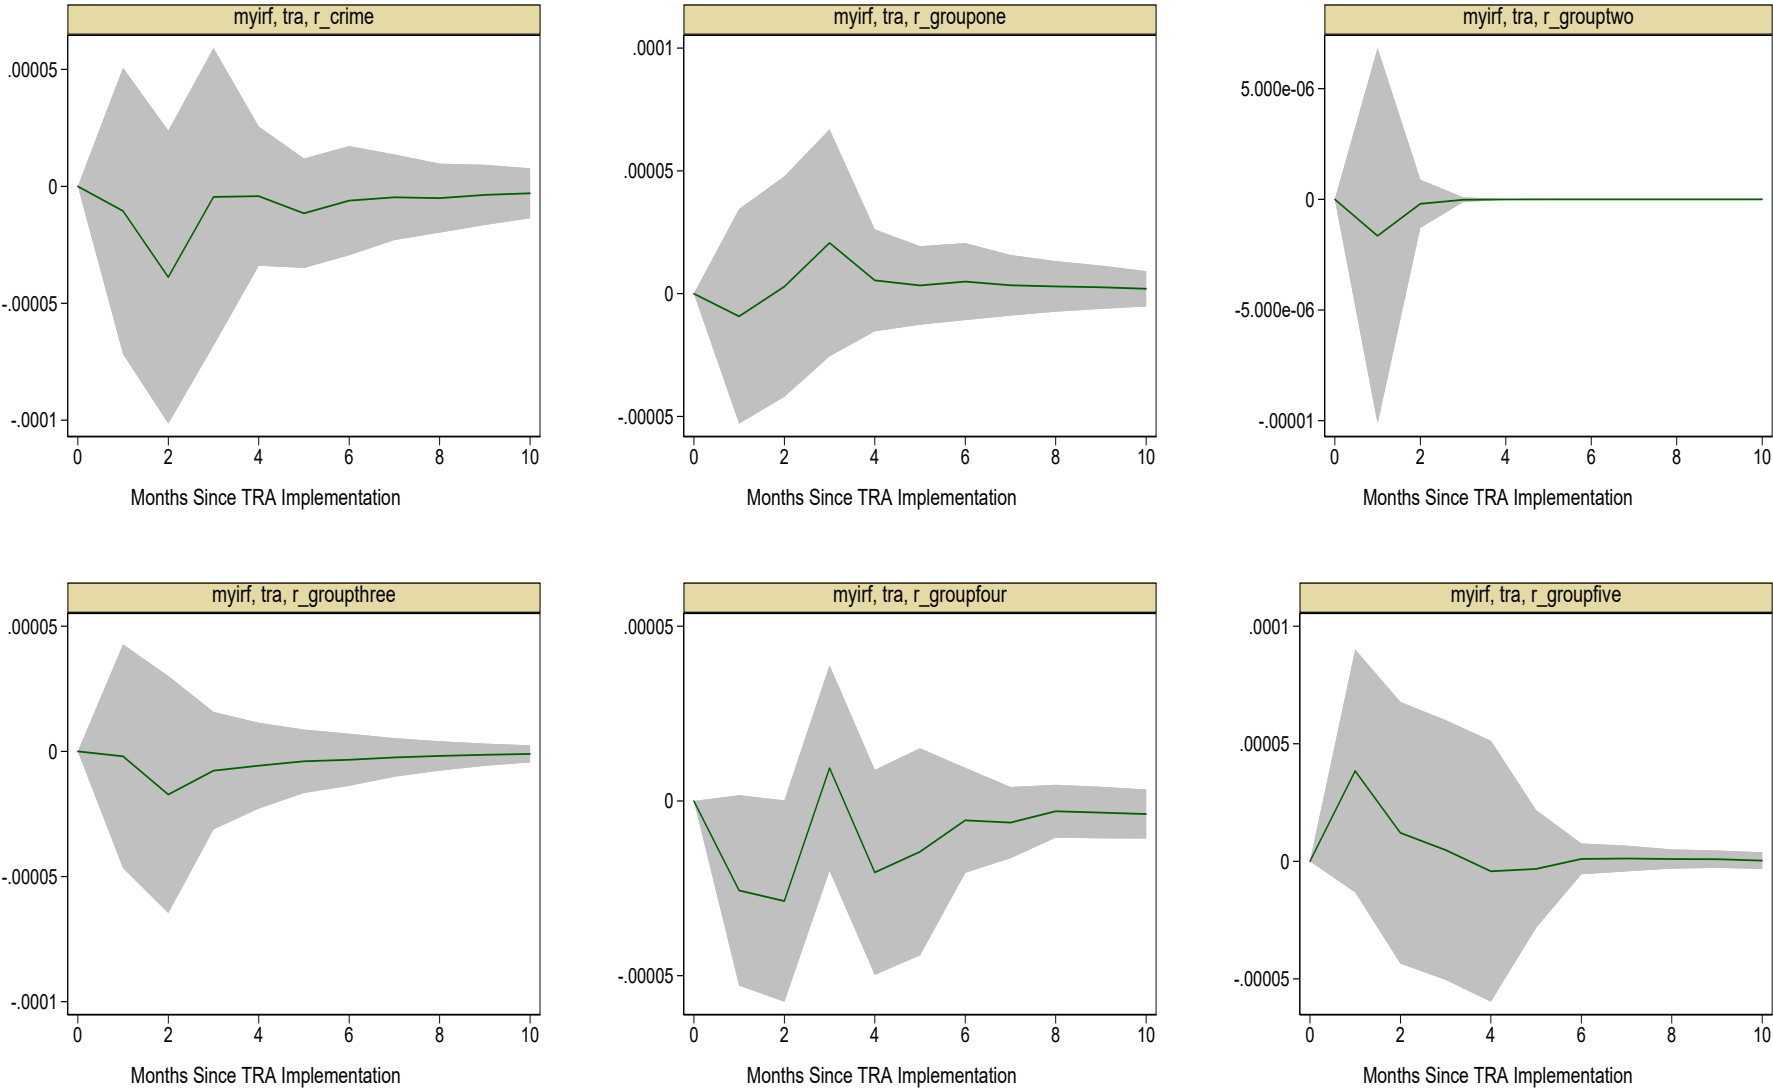 myirf, tra, r_crime
.00005
0
-.00005
-.0001
0 2 4 6 8 10
Months Since TRA Implementation
myirf, tra, r_groupone
.0001
.00005
0
-.00005
0 2 4 6 8 10
Months Since TRA Implementation
myirf, tra, r_grouptwo
5.000e-06
0
-5.000e-06
-.00001
0 2 4 6 8 10
Months Since TRA Implementation
myirf, tra, r_groupthree
.00005
0
-.00005
-.0001
0 2 4 6 8 10
Months Since TRA Implementation
myirf, tra, r_groupfour
.00005
0
-.00005
0 2 4 6 8 10
Months Since TRA Implementation
myirf, tra, r_groupfive
.0001
.00005
0
-.00005
0 2 4 6 8 10
Months Since TRA Implementation